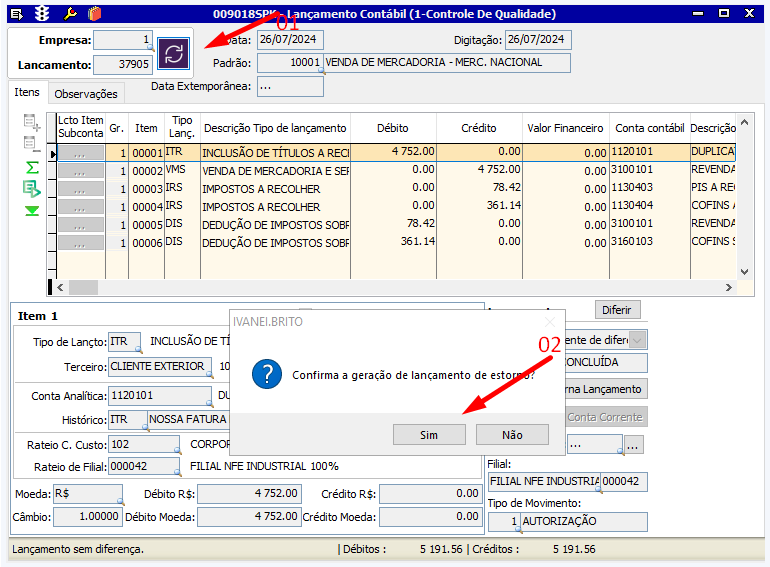 009018SPK - Lançamento Contábil (1-Controle De Qualidade)
01
Empresa: 1
Data: 26/07/2024
Digitação: 26/07/2024
Lancamento: 37905
Padrão: 10001 VENDA DE MERCADORIA - MERC. NACIONAL
Data Extemporânea: ...
Itens
Observações
Lcto Item Subconta Gr. Item Tipo Lanç. Descrição Tipo de lançamento Débito Crédito Valor Financeiro Conta contábil Descrição
... 1 00001 ITR INCLUSÃO DE TÍTULOS A REC 4 752.00 0.00 0.00 1120101 DUPLICA
... 1 00002 VMS VENDA DE MERCADORIA E SER 0.00 4 752.00 0.00 3100101 REVENDA
... 1 00003 IRS IMPOSTOS A RECOLHER 0.00 78.42 0.00 1130403 PIS A RE
... 1 00004 IRS IMPOSTOS A RECOLHER 0.00 361.14 0.00 1130404 COFINS
... 1 00005 DIS DEDUÇÃO DE IMPOSTOS SOBR 78.42 0.00 0.00 3100101 REVENDA
... 1 00006 DIS DEDUÇÃO DE IMPOSTOS SOBR 361.14 0.00 0.00 3160103 COFINS S
Item 1
Diferir
Tipo de Lançto: ITR INCLUSÃO DE TÍ
ente de difer
Terceiro: CLIENTE EXTERIOR 10
ONCLUÍDA
Conta Analítica: 1120101 DU
rna Lançamento
Histórico: ITR NOSSA FATURA
Conta Corrente
Rateio C. Custo: 102 CORPOR
... ...
Rateio de Filial: 000042 FILIAL NFE INDUSTRIAL 100%
Filial:
FILIAL NFE INDUSTRIA 000042
Moeda: R$ Débito R$: 4 752.00 Crédito R$: 0.00
Tipo de Movimento:
Câmbio: 1.00000 Débito Moeda: 4 752.00 Crédito Moeda: 0.00
1 AUTORIZAÇÃO
IVANEI.BRITO
02
Confirma a geração de lançamento de estorno?
Sim
Não
Lançamento sem diferença. | Débitos : 5 191.56 | Créditos : 5 191.56